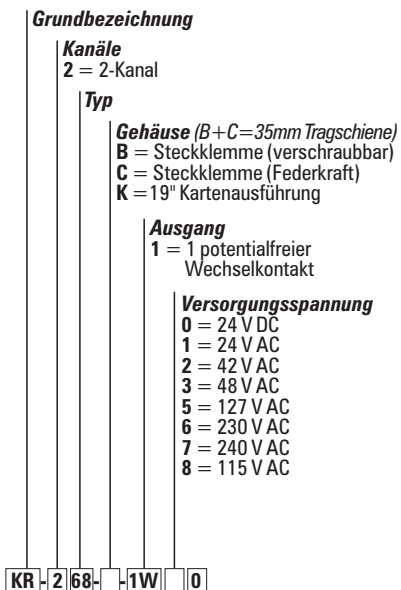 Grundbezeichnung
Kanäle
2 = 2-Kanal
Typ
Gehäuse (B+C=35mm Tragschiene)
B = Steckklemme (verschraubbar)
C = Steckklemme (Federkraft)
K =19" Kartenausführung
Ausgang
1 = 1 potentialfreier
Wechselkontakt
Versorgungsspannung
0 = 24 V DC
1 = 24 V AC
2 = 42 V AC
3 = 48 V AC
5 = 127 V AC
6 = 230 V AC
7 = 240 V AC
8 = 115 V AC
KR - 2 68- -1W 0